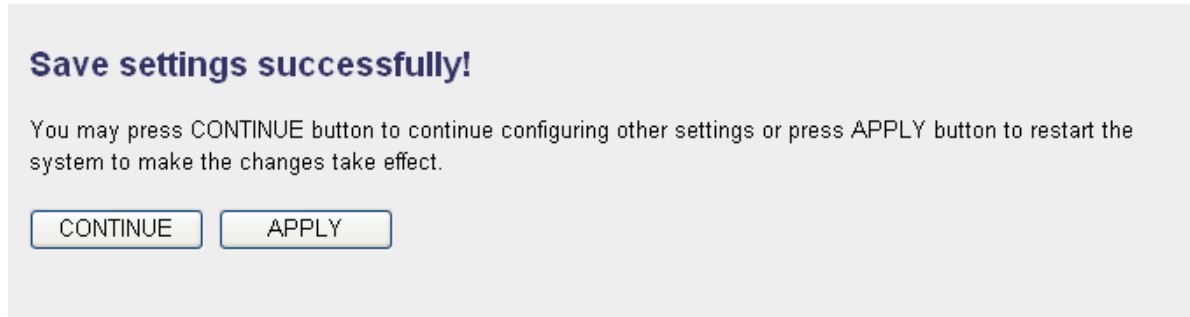 Save settings successfully!
You may press CONTINUE button to continue configuring other settings or press APPLY button to restart the
system to make the changes take effect.
CONTINUE APPLY